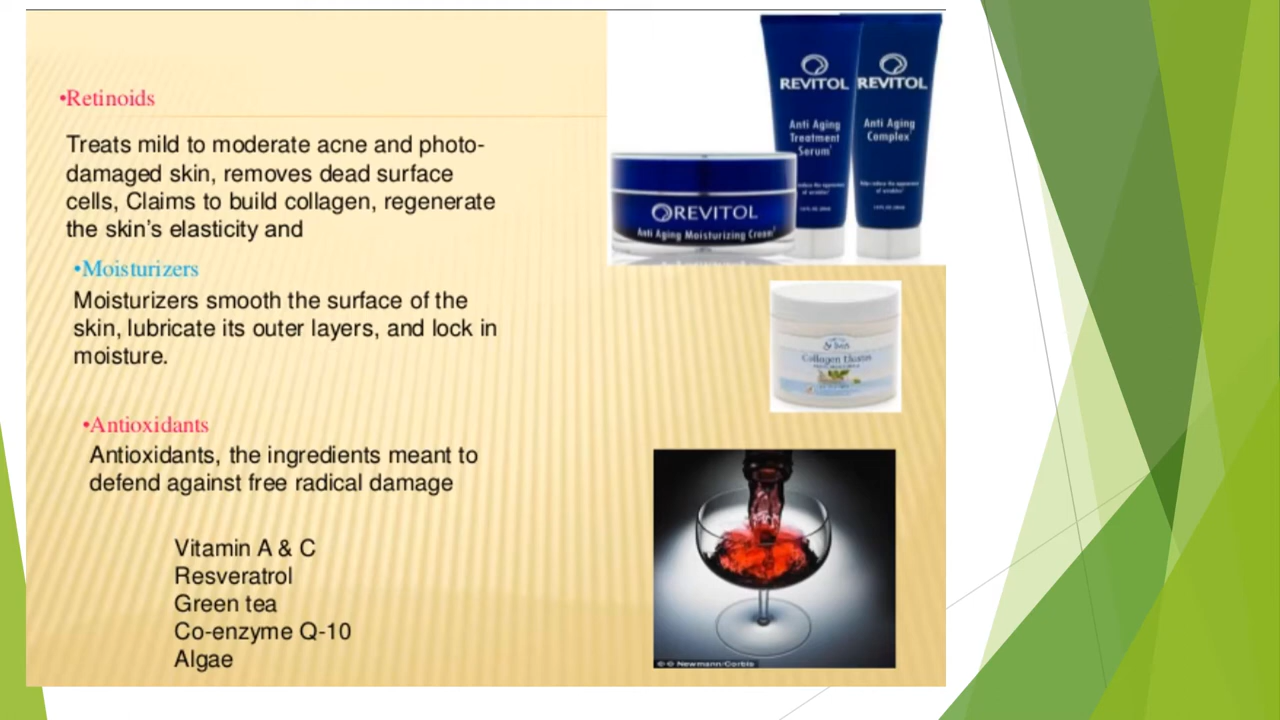 •Retinoids
Treats mild to moderate acne and photo-
damaged skin, removes dead surface
cells, Claims to build collagen, regenerate
the skin's elasticity and
•Moisturizers
Moisturizers smooth the surface of the
skin, lubricate its outer layers, and lock in
moisture.
•Antioxidants
Antioxidants, the ingredients meant to
defend against free radical damage
Vitamin A & C
Resveratrol
Green tea
Co-enzyme Q-10
Algae
REVITOL
Anti Aging
Treatment
Serum
REVITOL
Anti Aging
Complex
REVITOL
Anti Aging Moisturizing Cream
St Ives
Collagen Elastin
© Newmann/Corbis